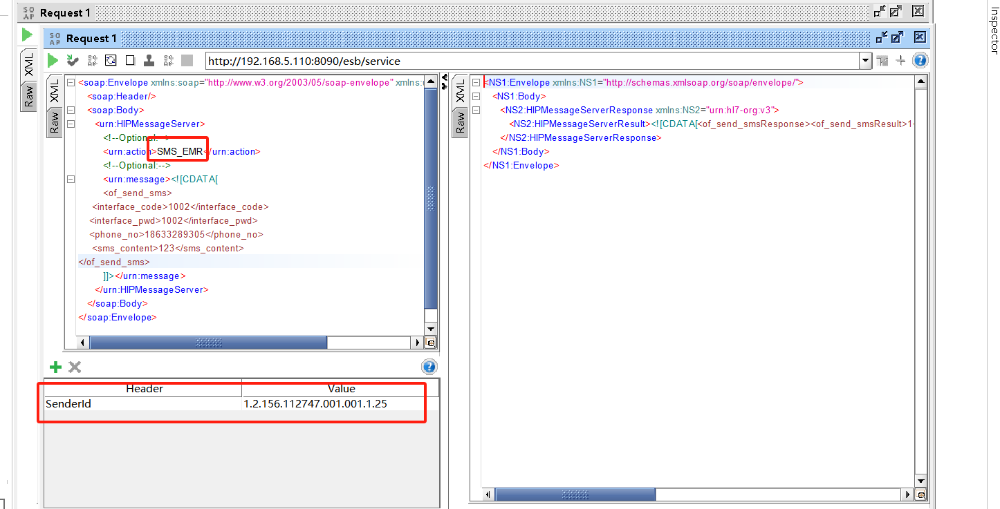 SO
AP
Request 1
Inspector
SO
AP
Request 1
XML
Raw
http://192.168.5.110:8090/esb/service
XML
Raw
<soap:Envelope xmlns:soap="http://www.w3.org/2003/05/soap-envelope" xmlns:
<soap:Header/>
<soap:Body>
<urn:HIPMessageServer>
<!--Optional:-->
<urn:action>SMS_EMR</urn:action>
<!--Optional:-->
<urn:message><![CDATA[
<of_send_sms>
<interface_code>1002</interface_code>
<interface_pwd>1002</interface_pwd>
<phone_no>18633289305</phone_no>
<sms_content>123</sms_content>
</of_send_sms>
]]></urn:message>
</urn:HIPMessageServer>
</soap:Body>
</soap:Envelope>
XML
Raw
<NS1:Envelope xmlns:NS1="http://schemas.xmlsoap.org/soap/envelope/">
<NS1:Body>
<NS2:HIPMessageServerResponse xmlns:NS2="urn:hl7-org:v3">
<NS2:HIPMessageServerResult><![CDATA[<of_send_smsResponse><of_send_smsResult>1<
</NS2:HIPMessageServerResponse>
</NS1:Body>
</NS1:Envelope>
Header Value
SenderId 1.2.156.112747.001.001.1.25